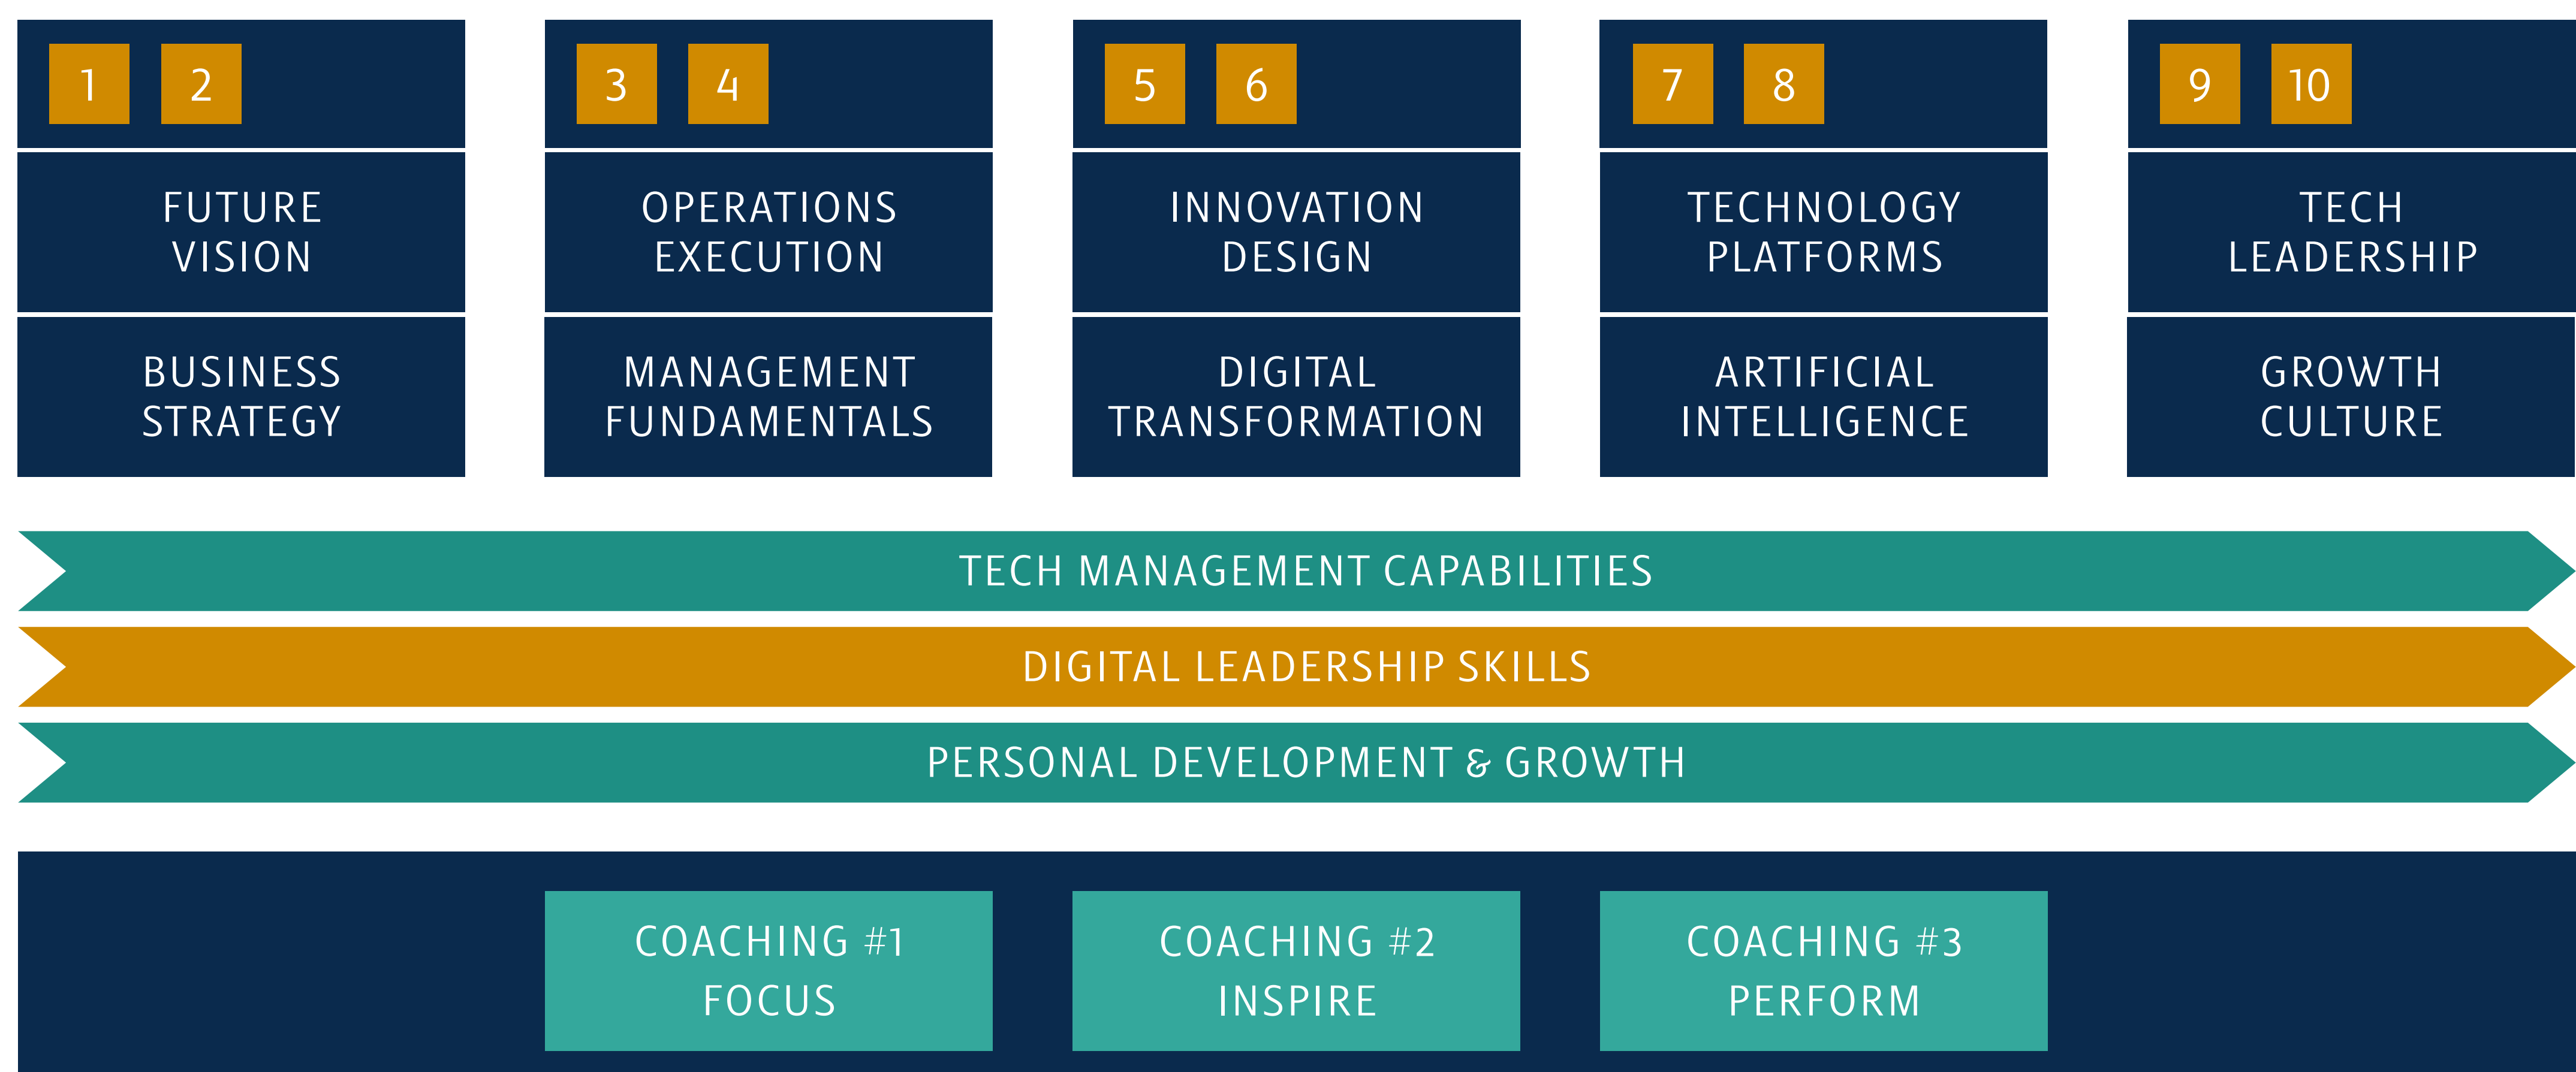 1 2
FUTURE
VISION
BUSINESS
STRATEGY
3 4
OPERATIONS
EXECUTION
MANAGEMENT
FUNDAMENTALS
5 6
INNOVATION
DESIGN
DIGITAL
TRANSFORMATION
7 8
TECHNOLOGY
PLATFORMS
ARTIFICIAL
INTELLIGENCE
9 10
TECH
LEADERSHIP
GROWTH
CULTURE
TECH MANAGEMENT CAPABILITIES
DIGITAL LEADERSHIP SKILLS
PERSONAL DEVELOPMENT & GROWTH
COACHING #1
FOCUS
COACHING #2
INSPIRE
COACHING #3
PERFORM